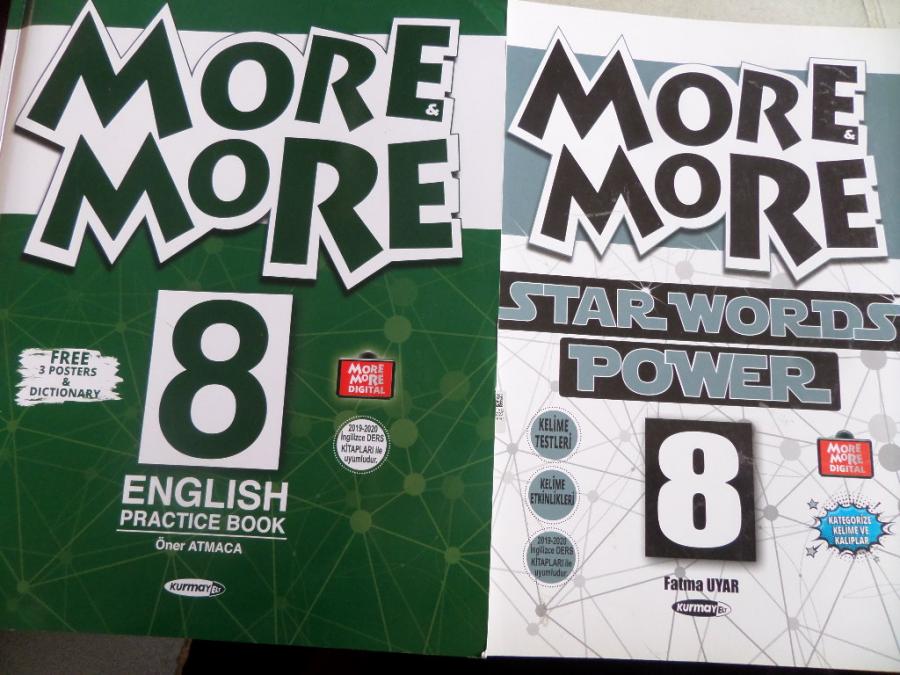 MORE &
MORE
8
FREE
3 POSTERS
&
DICTIONARY
MORE
MORE
DIGITAL
2019-2020
İngilizce DERS
KİTAPLARI ile
uyumludur.
ENGLISH
PRACTICE BOOK
Öner ATMACA
KURMAY ELT
MORE &
MORE
STAR WORDS
POWER
KELİME
TESTLERİ
KELİME
ETKİNLİKLERİ
2019-2020
İngilizce DERS
KİTAPLARI ile
uyumludur.
8
MORE
MORE
DIGITAL
KATEGORİZE
KELİME VE
KALIPLAR
Fatma UYAR
KURMAY ELT